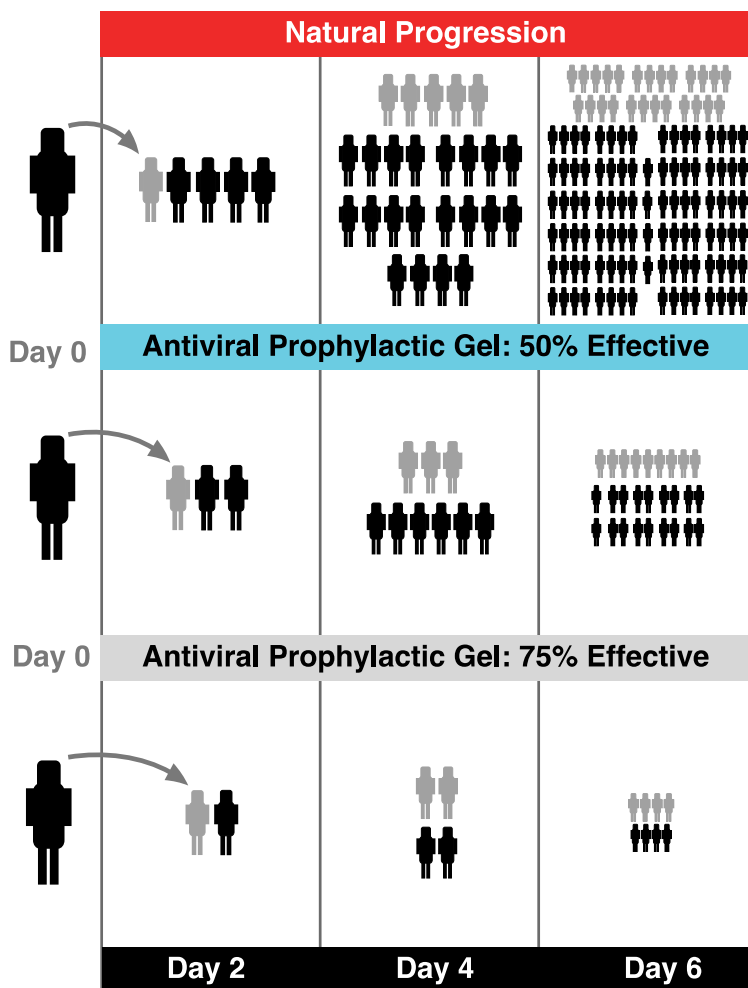 Natural Progression
Day 0
Antiviral Prophylactic Gel: 50% Effective
Day 0
Antiviral Prophylactic Gel: 75% Effective
Day 2
Day 4
Day 6